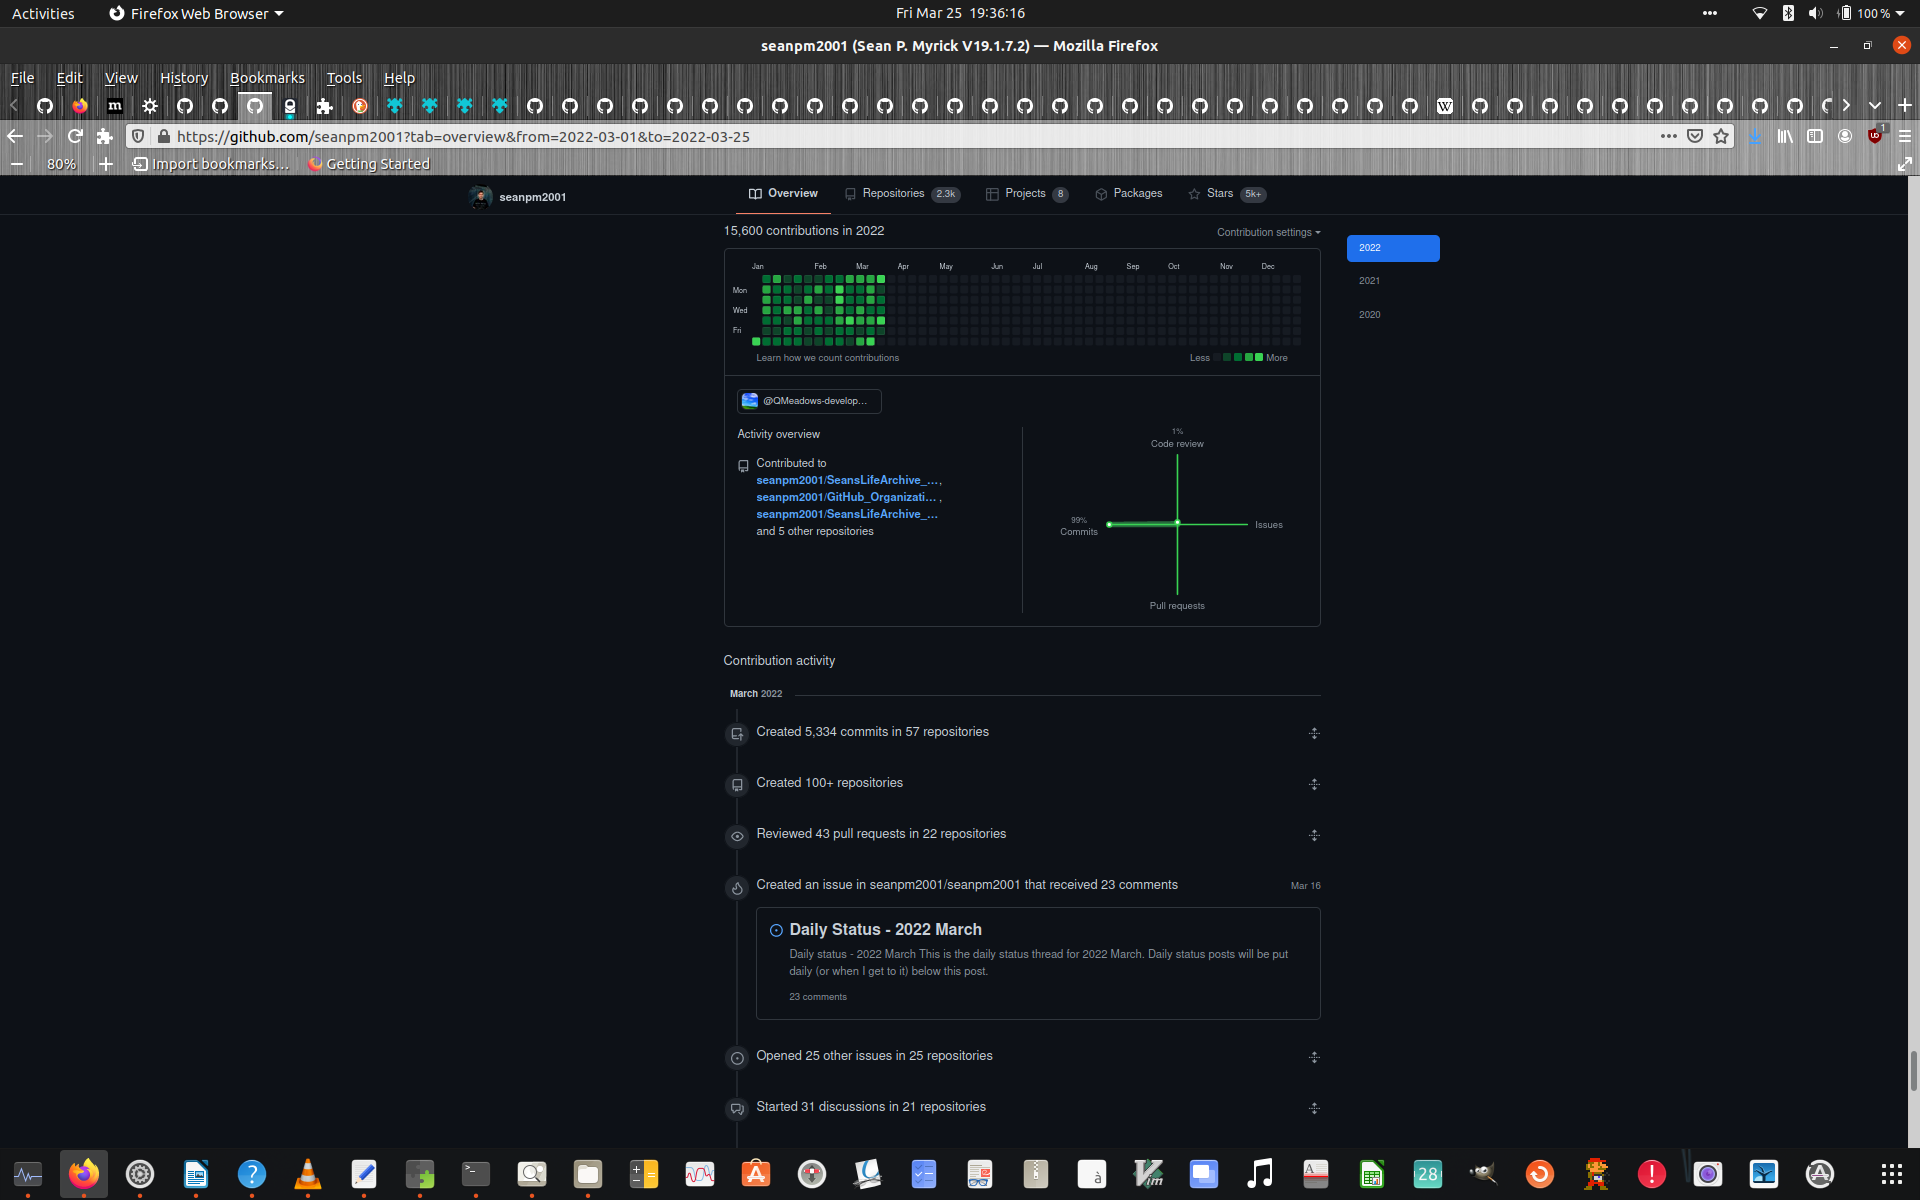 Activities
Firefox Web Browser
Fri Mar 25 19:36:16
100 %
seanpm2001 (Sean P. Myrick V19.1.7.2) — Mozilla Firefox
File Edit View History Bookmarks Tools Help
https://github.com/seanpm2001?tab=overview&from=2022-03-01&to=2022-03-25
80%
Import bookmarks...
Getting Started
seanpm2001
Overview
Repositories 2.3k
Projects 8
Packages
Stars 5k+
15,600 contributions in 2022
Contribution settings
2022
2021
2020
Jan Feb Mar Apr May Jun Jul Aug Sep Oct Nov Dec
Mon
Wed
Fri
Learn how we count contributions
Less More
@QMeadows-develop...
Activity overview
Contributed to
seanpm2001/SeansLifeArchive_...,
seanpm2001/GitHub_Organizati... ,
seanpm2001/SeansLifeArchive_...
and 5 other repositories
1%
Code review
99%
Commits
Issues
Pull requests
Contribution activity
March 2022
Created 5,334 commits in 57 repositories
Created 100+ repositories
Reviewed 43 pull requests in 22 repositories
Created an issue in seanpm2001/seanpm2001 that received 23 comments
Mar 16
Daily Status - 2022 March
Daily status - 2022 March This is the daily status thread for 2022 March. Daily status posts will be put
daily (or when I get to it) below this post.
23 comments
Opened 25 other issues in 25 repositories
Started 31 discussions in 21 repositories
28